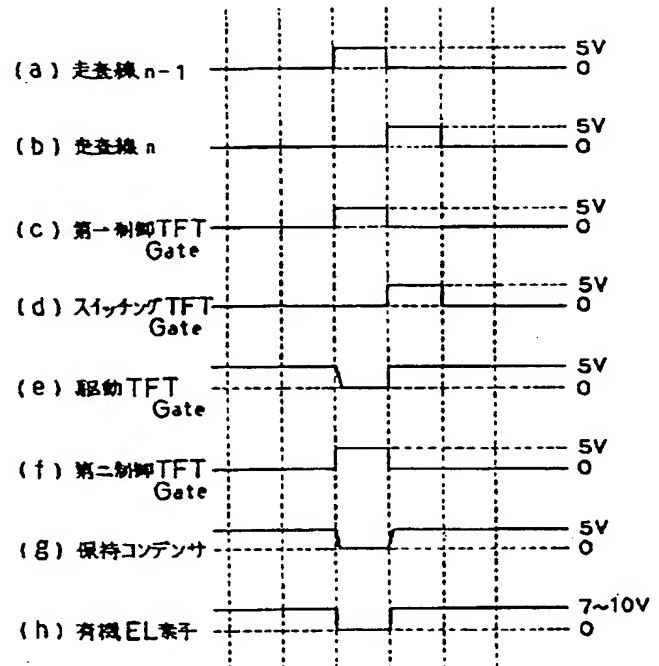 5V
(a) 走査線 n-1 0
5V
(b) 走査線 n 0
5V
(c) 第一制御TFT 0
Gate
5V
(d) スイッチングTFT 0
Gate
5V
(e) 駆動TFT 0
Gate
5V
(f) 第二制御TFT 0
Gate
5V
(g) 保持コンデンサ 0
7~10V
(h) 有機EL素子 0